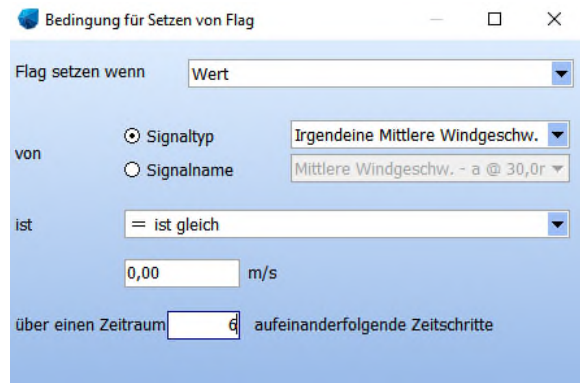 Bedingung für Setzen von Flag
Flag setzen wenn Wert
Signaltyp Irgendeine Mittlere Windgeschw.
von
Signalname Mittlere Windgeschw. - a @ 30,0r
ist = ist gleich
0,00 m/s
über einen Zeitraum 6 aufeinanderfolgende Zeitschritte